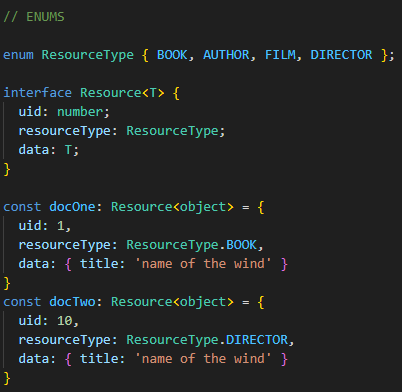 // ENUMS
enum ResourceType { BOOK, AUTHOR, FILM, DIRECTOR };
interface Resource<T> {
  uid: number;
  resourceType: ResourceType;
  data: T;
}
const docOne: Resource<object> = {
  uid: 1,
  resourceType: ResourceType.BOOK,
  data: { title: 'name of the wind' }
}
const docTwo: Resource<object> = {
  uid: 10,
  resourceType: ResourceType.DIRECTOR,
  data: { title: 'name of the wind' }
}